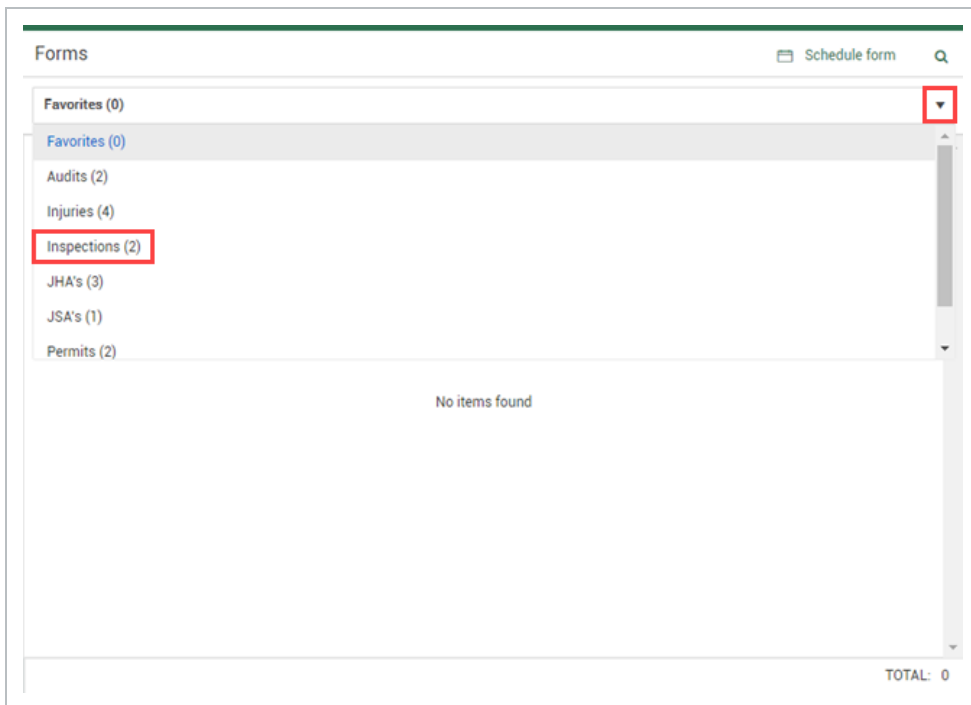 Forms
Schedule form
Favorites (0)
Favorites (0)
Audits (2)
Injuries (4)
Inspections (2)
JHA's (3)
JSA's (1)
Permits (2)
No items found
TOTAL: 0